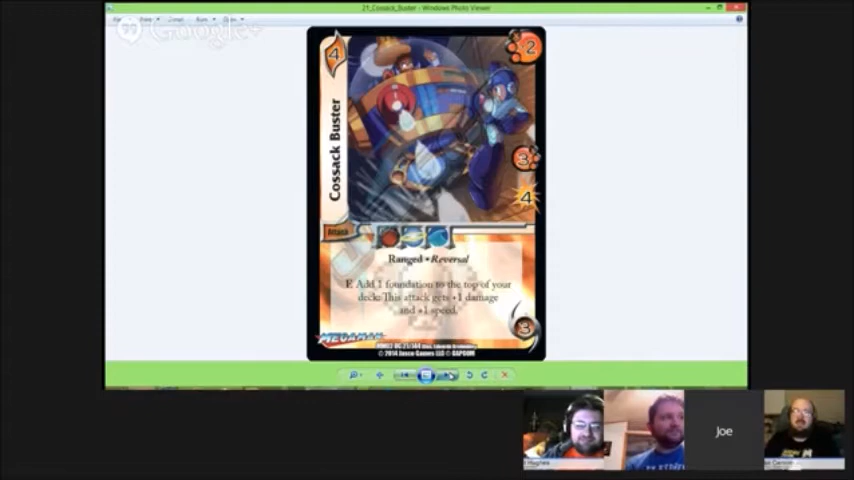 21_Cossack_Buster - Windows Photo Viewer
Google+
4
2
Cossack Buster
3
4
Attack
Ranged • Reversal
E Add 1 foundation to the top of your
deck: This attack gets +1 damage
and +1 speed.
3
MEGAMAN
© 2014 Jasco Games LLC © CAPCOM
Joe
Hughes